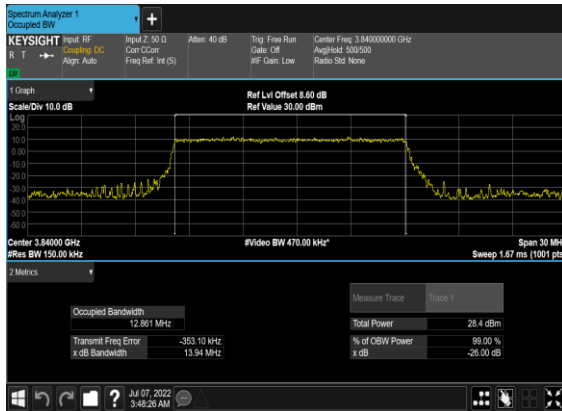 Spectrum Analyzer 1
Occupied BW
KEYSIGHT
R T
LXI
Input: RF
Coupling: DC
Align: Auto
Input Z: 50 Ω
Corr CCorr
Freq Ref: Int (S)
Atten: 40 dB
Trig: Free Run
Gate: Off
#IF Gain: Low
Center Freq: 3.840000000 GHz
Avg|Hold: 500/500
Radio Std: None
1 Graph
Scale/Div 10.0 dB
Ref Lvl Offset 8.60 dB
Ref Value 30.00 dBm
Log
20.0
10.0
0.00
-10.0
-20.0
-30.0
-40.0
-50.0
-60.0
Center 3.84000 GHz
#Res BW 150.00 kHz
#Video BW 470.00 kHz*
Span 30 MH
Sweep 1.67 ms (1001 pts
2 Metrics
Measure Trace Trace 1
Occupied Bandwidth
12.861 MHz
Total Power 28.4 dBm
Transmit Freq Error -353.10 kHz
% of OBW Power 99.00 %
x dB Bandwidth 13.94 MHz
x dB -26.00 dB
?
Jul 07, 2022
3:48:26 AM